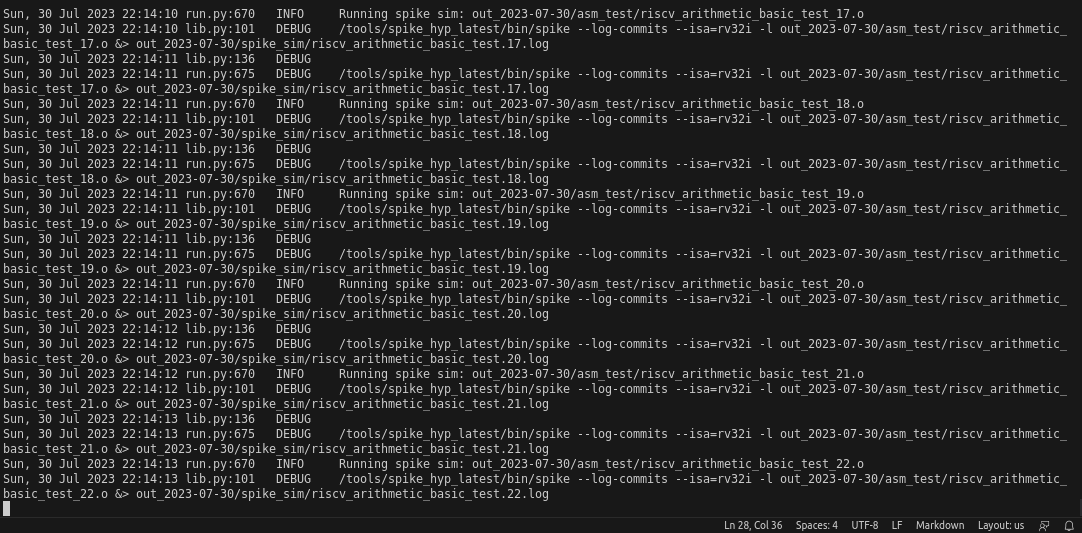 Sun, 30 Jul 2023 22:14:10 run.py:670   INFO     Running spike sim: out_2023-07-30/asm_test/riscv_arithmetic_basic_test_17.o
Sun, 30 Jul 2023 22:14:10 lib.py:101   DEBUG    /tools/spike_hyp_latest/bin/spike --log-commits --isa=rv32i -l out_2023-07-30/asm_test/riscv_arithmetic_
basic_test_17.o &> out_2023-07-30/spike_sim/riscv_arithmetic_basic_test.17.log
Sun, 30 Jul 2023 22:14:11 lib.py:136   DEBUG
Sun, 30 Jul 2023 22:14:11 run.py:675   DEBUG    /tools/spike_hyp_latest/bin/spike --log-commits --isa=rv32i -l out_2023-07-30/asm_test/riscv_arithmetic_
basic_test_17.o &> out_2023-07-30/spike_sim/riscv_arithmetic_basic_test.17.log
Sun, 30 Jul 2023 22:14:11 run.py:670   INFO     Running spike sim: out_2023-07-30/asm_test/riscv_arithmetic_basic_test_18.o
Sun, 30 Jul 2023 22:14:11 lib.py:101   DEBUG    /tools/spike_hyp_latest/bin/spike --log-commits --isa=rv32i -l out_2023-07-30/asm_test/riscv_arithmetic_
basic_test_18.o &> out_2023-07-30/spike_sim/riscv_arithmetic_basic_test.18.log
Sun, 30 Jul 2023 22:14:11 lib.py:136   DEBUG
Sun, 30 Jul 2023 22:14:11 run.py:675   DEBUG    /tools/spike_hyp_latest/bin/spike --log-commits --isa=rv32i -l out_2023-07-30/asm_test/riscv_arithmetic_
basic_test_18.o &> out_2023-07-30/spike_sim/riscv_arithmetic_basic_test.18.log
Sun, 30 Jul 2023 22:14:11 run.py:670   INFO     Running spike sim: out_2023-07-30/asm_test/riscv_arithmetic_basic_test_19.o
Sun, 30 Jul 2023 22:14:11 lib.py:101   DEBUG    /tools/spike_hyp_latest/bin/spike --log-commits --isa=rv32i -l out_2023-07-30/asm_test/riscv_arithmetic_
basic_test_19.o &> out_2023-07-30/spike_sim/riscv_arithmetic_basic_test.19.log
Sun, 30 Jul 2023 22:14:11 lib.py:136   DEBUG
Sun, 30 Jul 2023 22:14:11 run.py:675   DEBUG    /tools/spike_hyp_latest/bin/spike --log-commits --isa=rv32i -l out_2023-07-30/asm_test/riscv_arithmetic_
basic_test_19.o &> out_2023-07-30/spike_sim/riscv_arithmetic_basic_test.19.log
Sun, 30 Jul 2023 22:14:11 run.py:670   INFO     Running spike sim: out_2023-07-30/asm_test/riscv_arithmetic_basic_test_20.o
Sun, 30 Jul 2023 22:14:11 lib.py:101   DEBUG    /tools/spike_hyp_latest/bin/spike --log-commits --isa=rv32i -l out_2023-07-30/asm_test/riscv_arithmetic_
basic_test_20.o &> out_2023-07-30/spike_sim/riscv_arithmetic_basic_test.20.log
Sun, 30 Jul 2023 22:14:12 lib.py:136   DEBUG
Sun, 30 Jul 2023 22:14:12 run.py:675   DEBUG    /tools/spike_hyp_latest/bin/spike --log-commits --isa=rv32i -l out_2023-07-30/asm_test/riscv_arithmetic_
basic_test_20.o &> out_2023-07-30/spike_sim/riscv_arithmetic_basic_test.20.log
Sun, 30 Jul 2023 22:14:12 run.py:670   INFO     Running spike sim: out_2023-07-30/asm_test/riscv_arithmetic_basic_test_21.o
Sun, 30 Jul 2023 22:14:12 lib.py:101   DEBUG    /tools/spike_hyp_latest/bin/spike --log-commits --isa=rv32i -l out_2023-07-30/asm_test/riscv_arithmetic_
basic_test_21.o &> out_2023-07-30/spike_sim/riscv_arithmetic_basic_test.21.log
Sun, 30 Jul 2023 22:14:13 lib.py:136   DEBUG
Sun, 30 Jul 2023 22:14:13 run.py:675   DEBUG    /tools/spike_hyp_latest/bin/spike --log-commits --isa=rv32i -l out_2023-07-30/asm_test/riscv_arithmetic_
basic_test_21.o &> out_2023-07-30/spike_sim/riscv_arithmetic_basic_test.21.log
Sun, 30 Jul 2023 22:14:13 run.py:670   INFO     Running spike sim: out_2023-07-30/asm_test/riscv_arithmetic_basic_test_22.o
Sun, 30 Jul 2023 22:14:13 lib.py:101   DEBUG    /tools/spike_hyp_latest/bin/spike --log-commits --isa=rv32i -l out_2023-07-30/asm_test/riscv_arithmetic_
basic_test_22.o &> out_2023-07-30/spike_sim/riscv_arithmetic_basic_test.22.log
Ln 28, Col 36   Spaces: 4   UTF-8   LF   Markdown   Layout: us